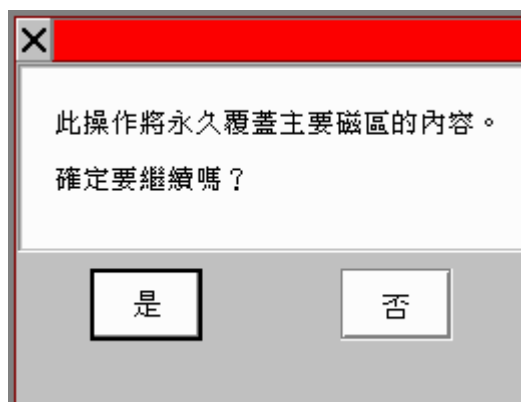 此操作將永久覆蓋主要磁區的內容。
確定要繼續嗎？
是
否